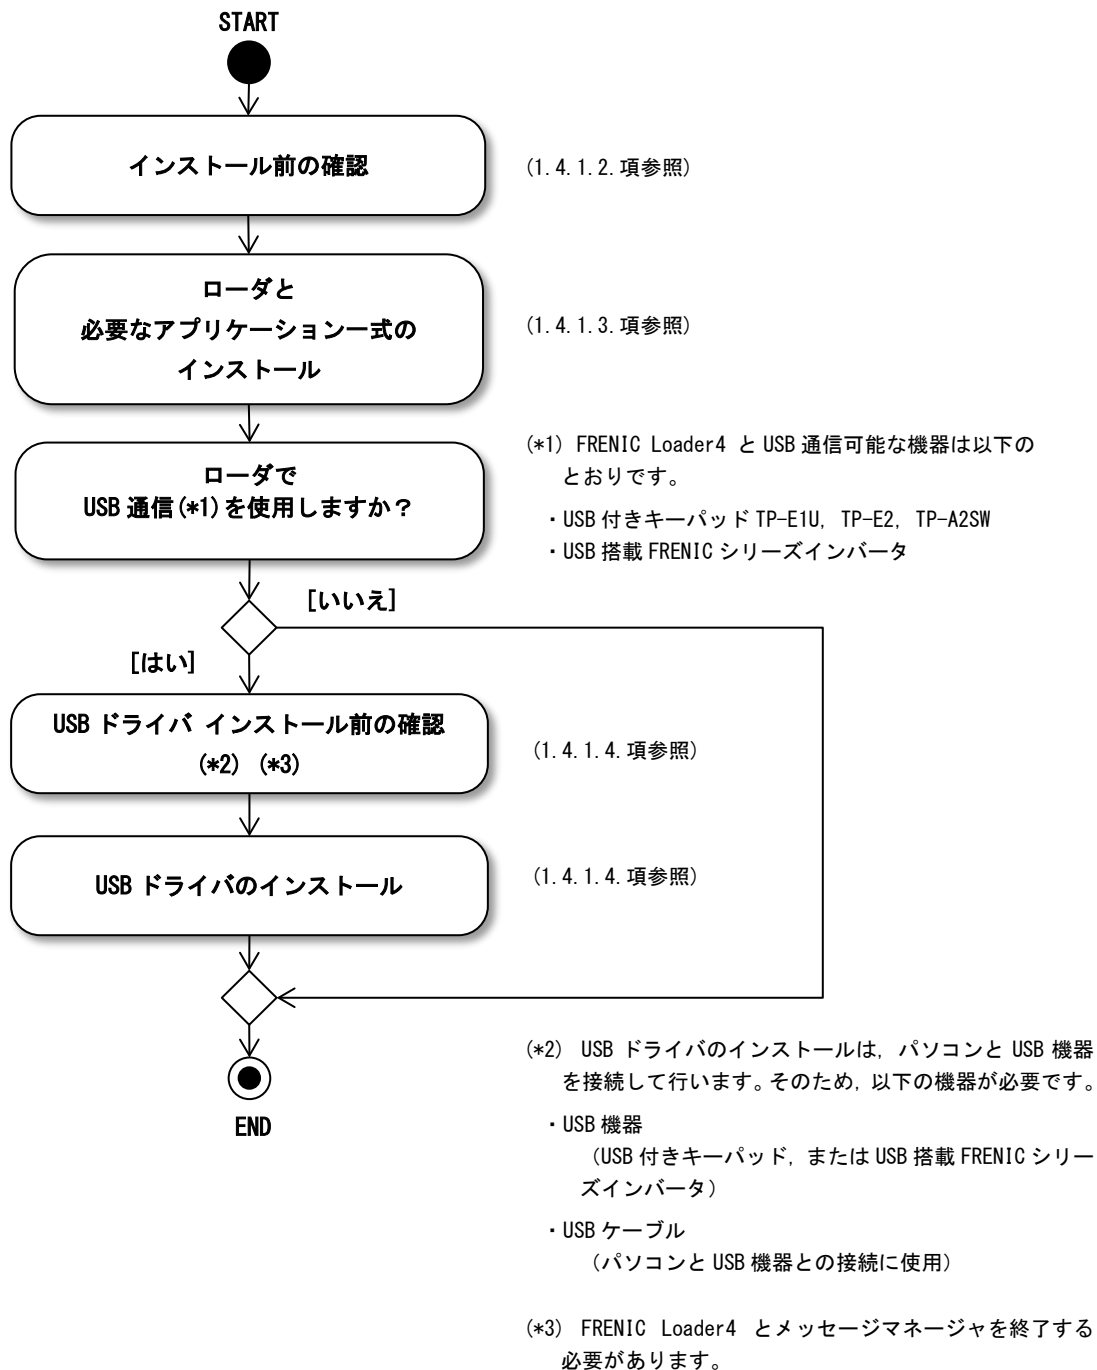 START
インストール前の確認
(1.4.1.2.項参照)
ローダと
必要なアプリケーション一式の
インストール
(1.4.1.3.項参照)
ローダで
USB 通信(*1)を使用しますか？
(*1) FRENIC Loader4 と USB 通信可能な機器は以下の
とおりです。
・USB 付きキーパッド TP-E1U, TP-E2, TP-A2SW
・USB 搭載 FRENIC シリーズインバータ
[いいえ]
[はい]
USB ドライバ インストール前の確認
(*2) (*3)
(1.4.1.4.項参照)
USB ドライバのインストール
(1.4.1.4.項参照)
END
(*2) USB ドライバのインストールは, パソコンと USB 機器
を接続して行います。そのため, 以下の機器が必要です。
・USB 機器
（USB 付きキーパッド, または USB 搭載 FRENIC シリー
ズインバータ）
・USB ケーブル
（パソコンと USB 機器との接続に使用）
(*3) FRENIC Loader4 とメッセージマネージャを終了する
必要があります。